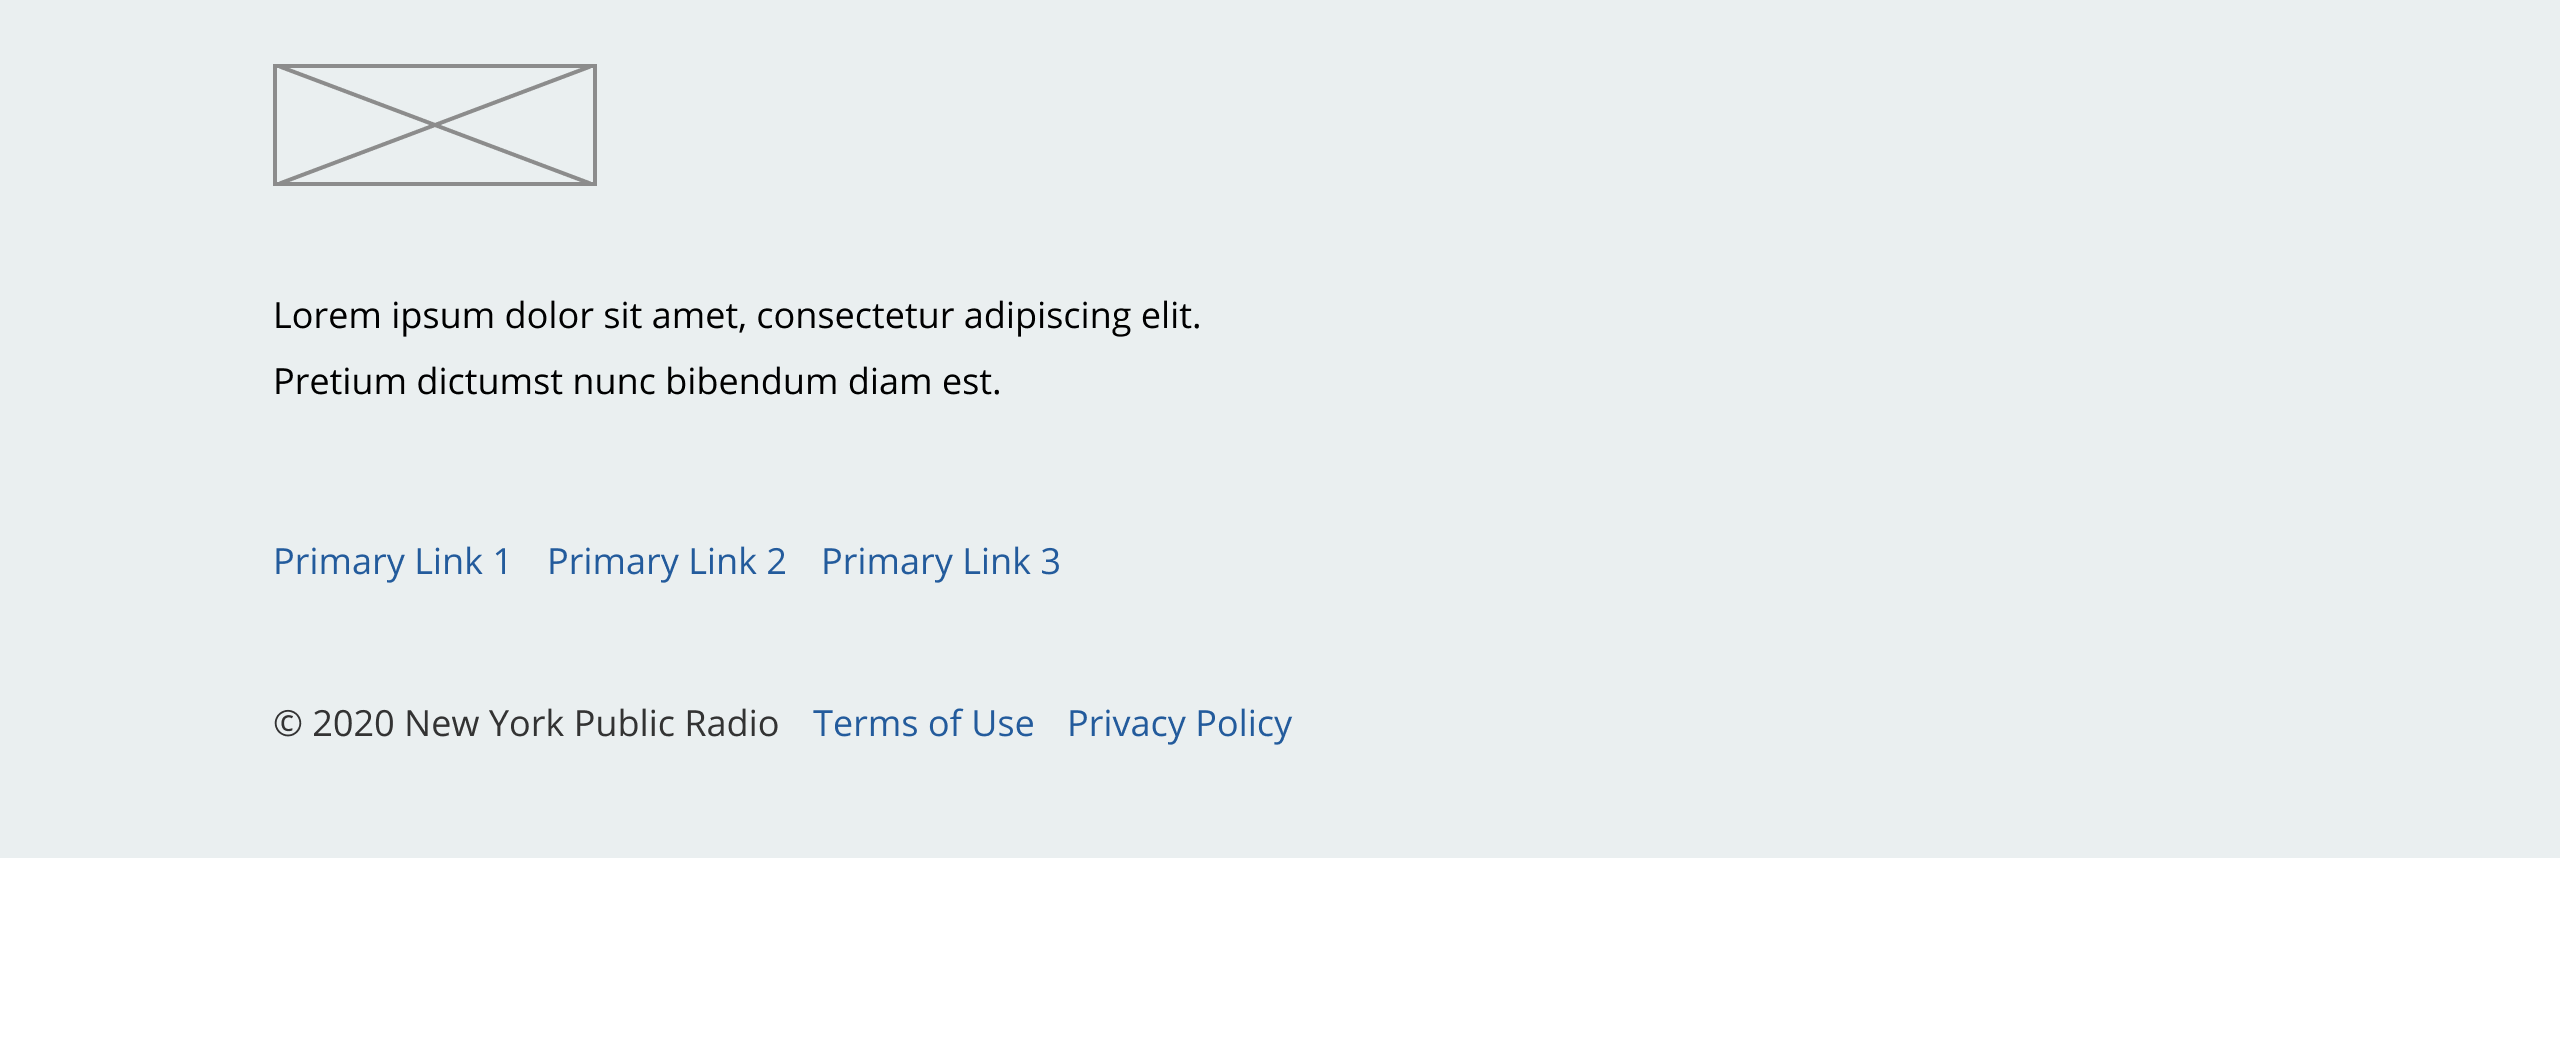 Lorem ipsum dolor sit amet, consectetur adipiscing elit.
Pretium dictumst nunc bibendum diam est.
Primary Link 1 Primary Link 2 Primary Link 3
© 2020 New York Public Radio Terms of Use Privacy Policy